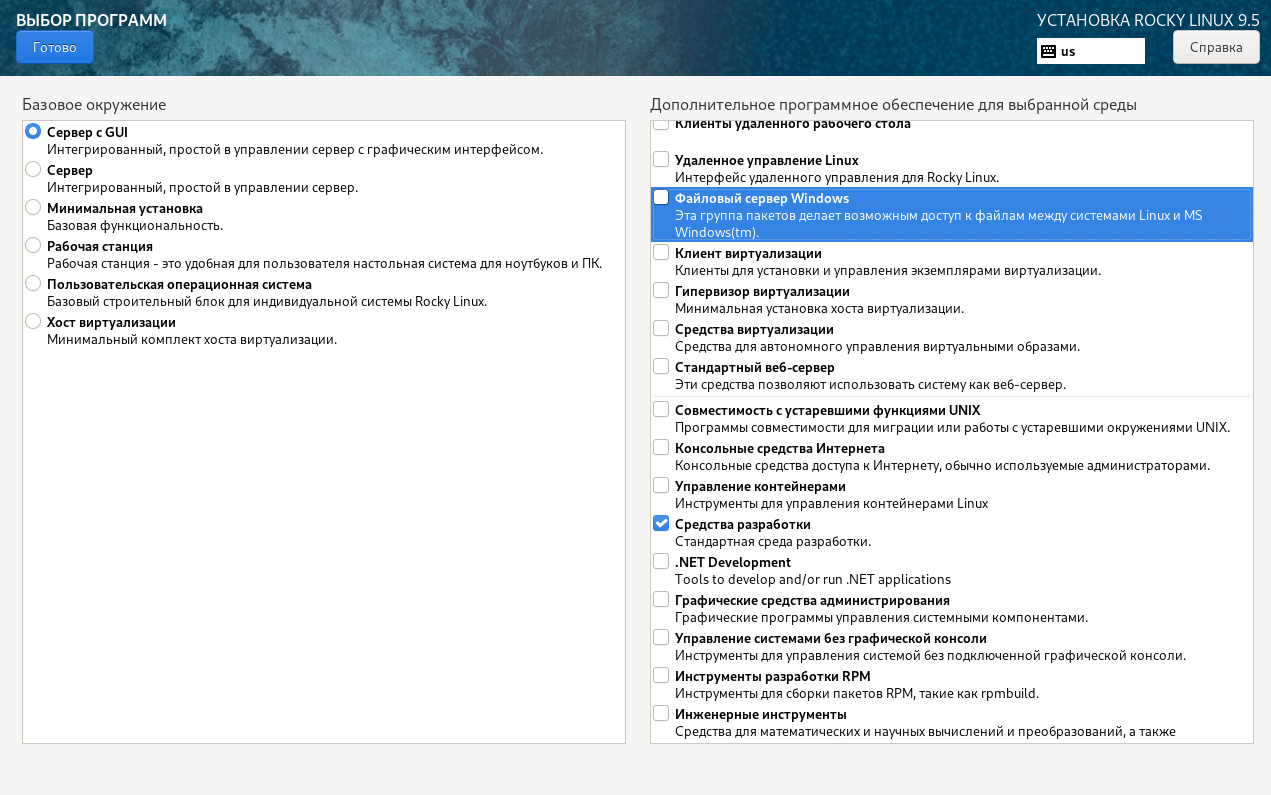 ВЫБОР ПРОГРАММ
УСТАНОВКА ROCKY LINUX 9.5
Готово
us
Справка
Базовое окружение
Сервер с GUI
Интегрированный, простой в управлении сервер с графическим интерфейсом.
Сервер
Интегрированный, простой в управлении сервер.
Минимальная установка
Базовая функциональность.
Рабочая станция
Рабочая станция - это удобная для пользователя настольная система для ноутбуков и ПК.
Пользовательская операционная система
Базовый строительный блок для индивидуальной системы Rocky Linux.
Хост виртуализации
Минимальный комплект хоста виртуализации.
Дополнительное программное обеспечение для выбранной среды
Клиенты удаленного рабочего стола
Удаленное управление Linux
Интерфейс удаленного управления для Rocky Linux.
Файловый сервер Windows
Эта группа пакетов делает возможным доступ к файлам между системами Linux и MS
Windows(tm).
Клиент виртуализации
Клиенты для установки и управления экземплярами виртуализации.
Гипервизор виртуализации
Минимальная установка хоста виртуализации.
Средства виртуализации
Средства для автономного управления виртуальными образами.
Стандартный веб-сервер
Эти средства позволяют использовать систему как веб-сервер.
Совместимость с устаревшими функциями UNIX
Программы совместимости для миграции или работы с устаревшими окружениями UNIX.
Консольные средства Интернета
Консольные средства доступа к Интернету, обычно используемые администраторами.
Управление контейнерами
Инструменты для управления контейнерами Linux
Средства разработки
Стандартная среда разработки.
.NET Development
Tools to develop and/or run .NET applications
Графические средства администрирования
Графические программы управления системными компонентами.
Управление системами без графической консоли
Инструменты для управления системой без подключенной графической консоли.
Инструменты разработки RPM
Инструменты для сборки пакетов RPM, такие как rpmbuild.
Инженерные инструменты
Средства для математических и научных вычислений и преобразований, а также